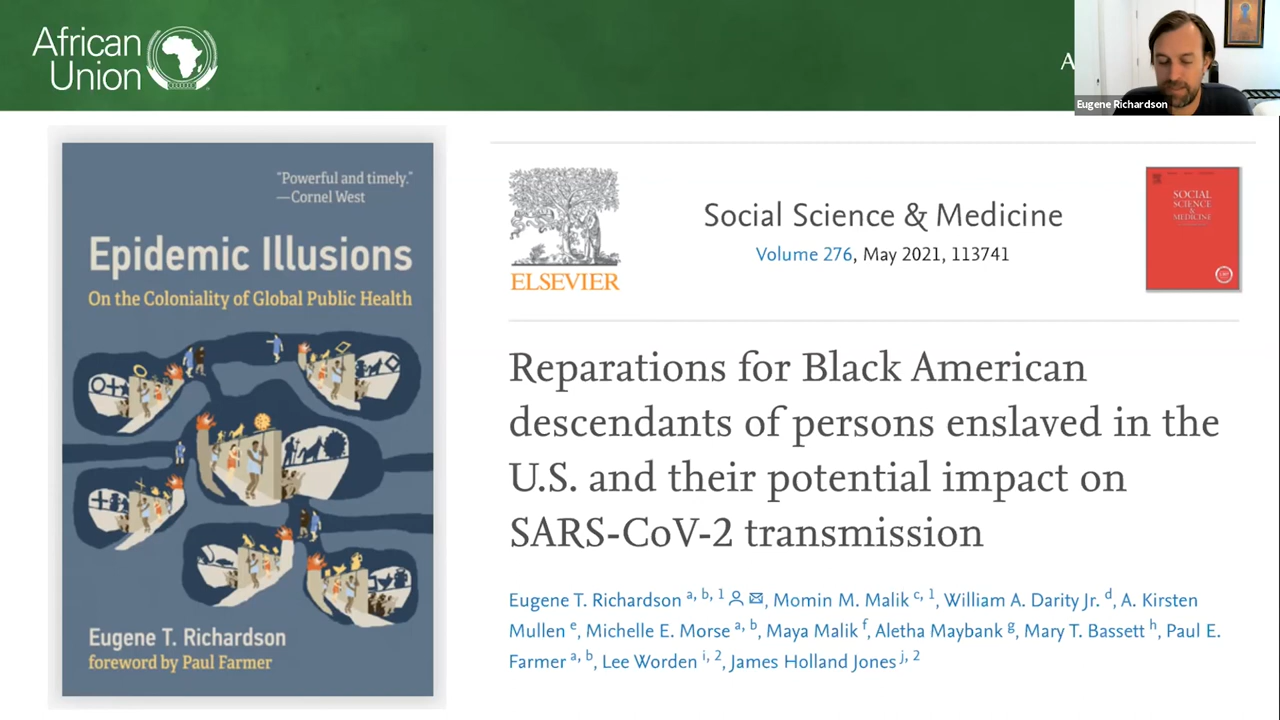 African
Union
A
Eugene Richardson
"Powerful and timely."
—Cornel West
Epidemic Illusions
On the Coloniality of Global Public Health
Eugene T. Richardson
foreword by Paul Farmer
ELSEVIER
Social Science & Medicine
Volume 276, May 2021, 113741
SOCIAL
SCIENCE
&
MEDICINE
Reparations for Black American
descendants of persons enslaved in the
U.S. and their potential impact on
SARS-CoV-2 transmission
Eugene T. Richardson a, b, 1, Momin M. Malik c, 1, William A. Darity Jr. d, A. Kirsten
Mullen e, Michelle E. Morse a, b, Maya Malik f, Aletha Maybank g, Mary T. Bassett h, Paul E.
Farmer a, b, Lee Worden i, 2, James Holland Jones j, 2